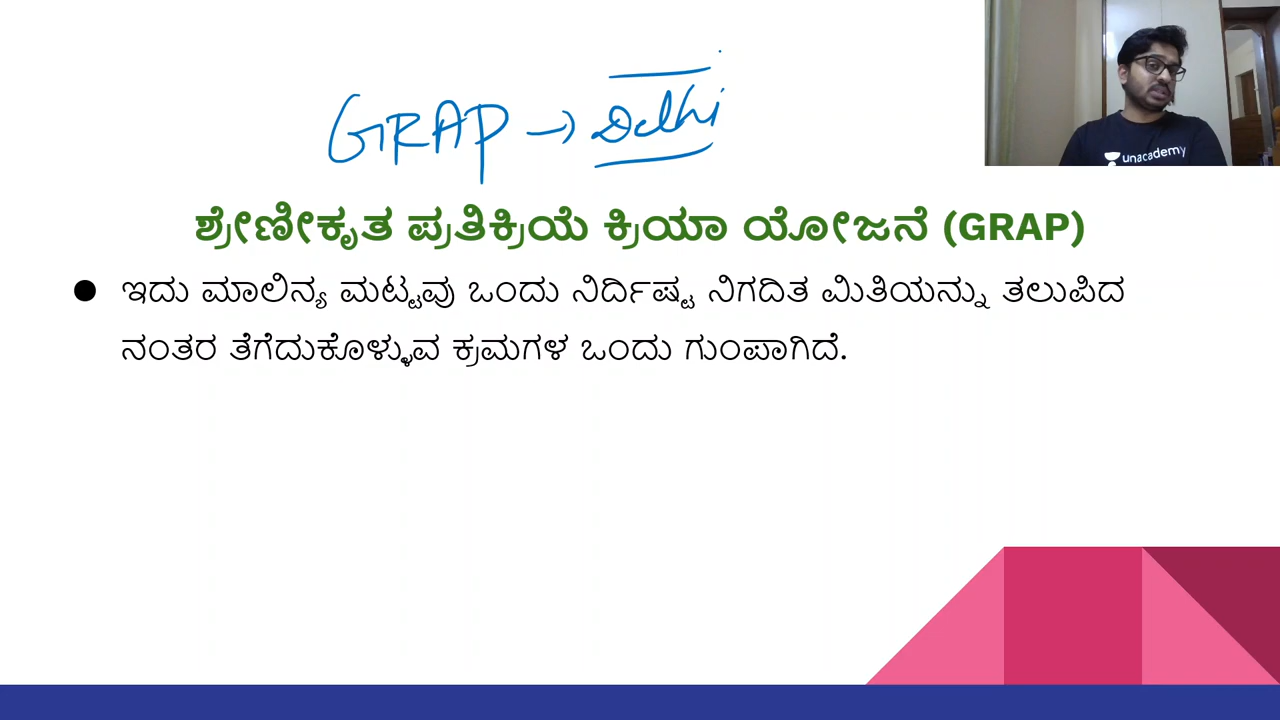 GRAP → Delhi
unacademy
ಶ್ರೇಣೀಕೃತ ಪ್ರತಿಕ್ರಿಯೆ ಕ್ರಿಯಾ ಯೋಜನೆ (GRAP)
● ಇದು ಮಾಲಿನ್ಯ ಮಟ್ಟವು ಒಂದು ನಿರ್ದಿಷ್ಟ ನಿಗದಿತ ಮಿತಿಯನ್ನು ತಲುಪಿದ
ನಂತರ ತೆಗೆದುಕೊಳ್ಳುವ ಕ್ರಮಗಳ ಒಂದು ಗುಂಪಾಗಿದೆ.